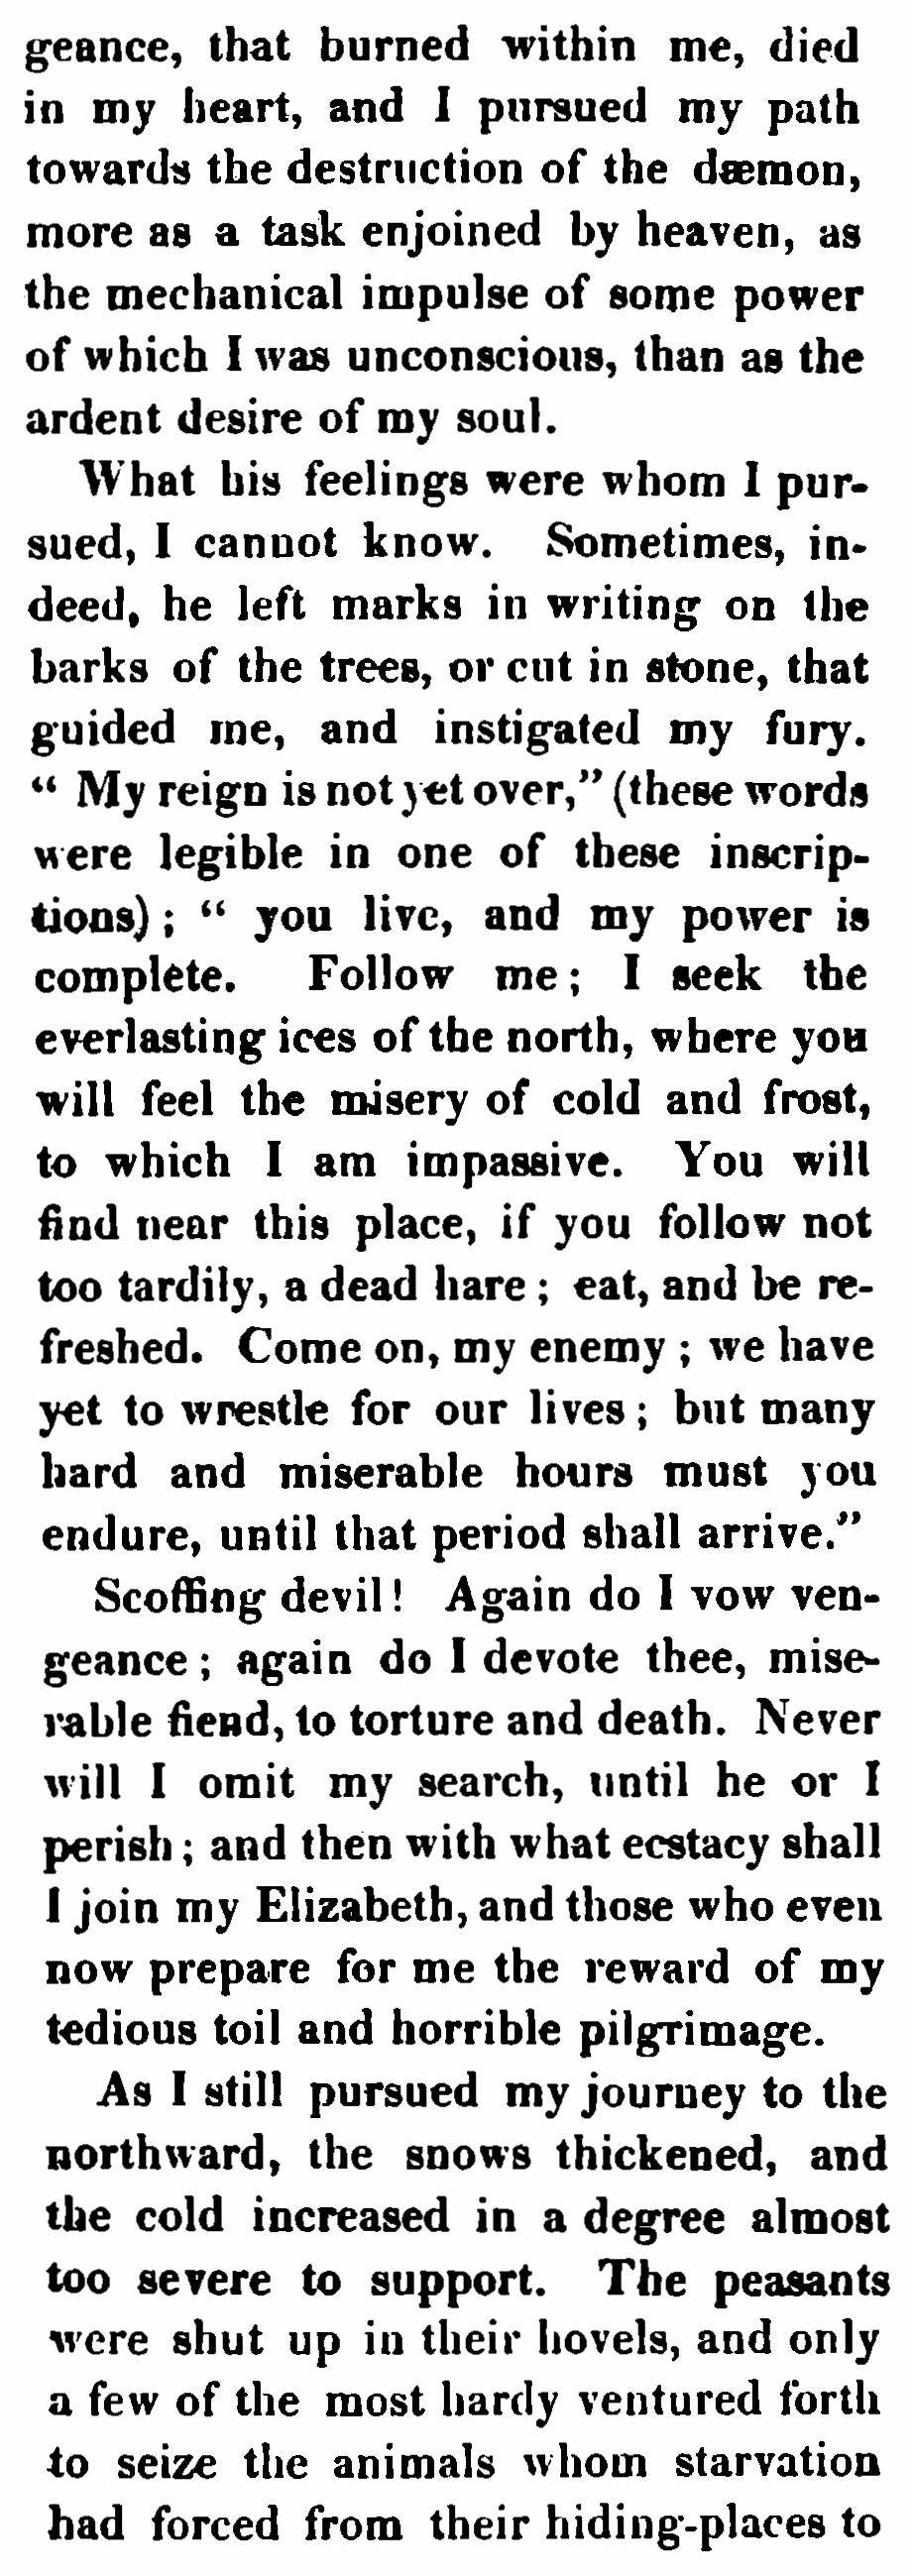 geance, that burned within me, died
in my heart, and I pursued my path
towards the destruction of the dæmon,
more as a task enjoined by heaven, as
the mechanical impulse of some power
of which I was unconscious, than as the
ardent desire of my soul.
What his feelings were whom I pur-
sued, I cannot know. Sometimes, in-
deed, he left marks in writing on the
barks of the trees, or cut in stone, that
guided me, and instigated my fury.
“ My reign is not yet over,” (these words
were legible in one of these inscrip-
tions) ; “ you live, and my power is
complete. Follow me ; I seek the
everlasting ices of the north, where you
will feel the misery of cold and frost,
to which I am impassive. You will
find near this place, if you follow not
too tardily, a dead hare ; eat, and be re-
freshed. Come on, my enemy ; we have
yet to wrestle for our lives ; but many
hard and miserable hours must you
endure, until that period shall arrive.”
Scoffing devil ! Again do I vow ven-
geance ; again do I devote thee, mise-
rable fiend, to torture and death. Never
will I omit my search, until he or I
perish ; and then with what ecstacy shall
I join my Elizabeth, and those who even
now prepare for me the reward of my
tedious toil and horrible pilgrimage.
As I still pursued my journey to the
northward, the snows thickened, and
the cold increased in a degree almost
too severe to support. The peasants
were shut up in their hovels, and only
a few of the most hardy ventured forth
to seize the animals whom starvation
had forced from their hiding-places to